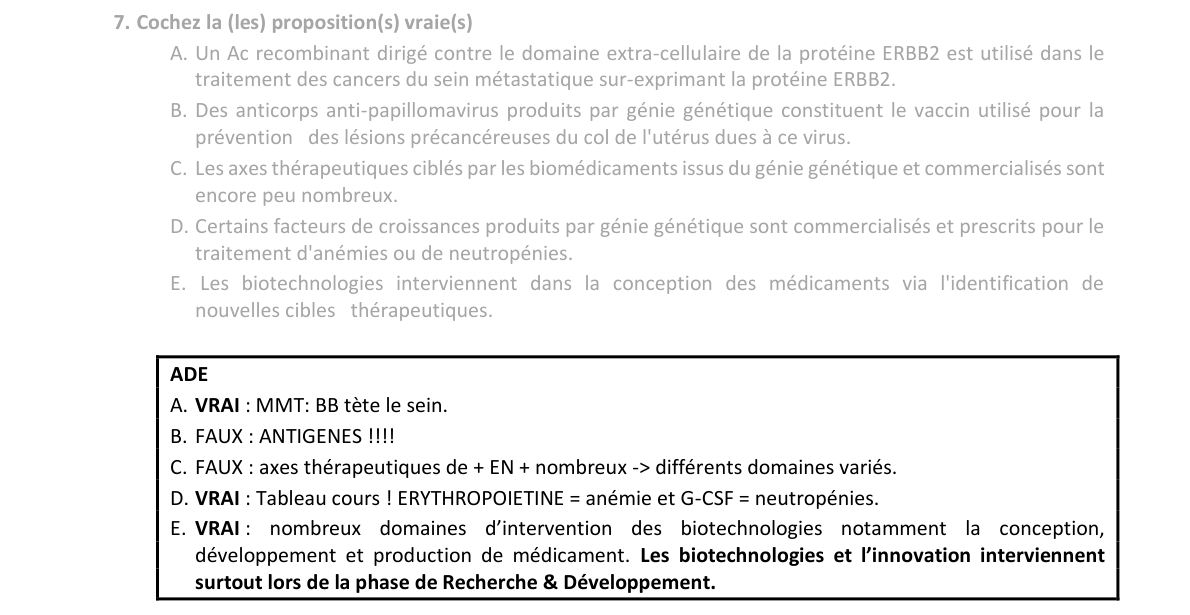 7. Cochez la (les) proposition(s) vraie(s)
A. Un Ac recombinant dirigé contre le domaine extra-cellulaire de la protéine ERBB2 est utilisé dans le
traitement des cancers du sein métastatique sur-exprimant la protéine ERBB2.
B. Des anticorps anti-papillomavirus produits par génie génétique constituent le vaccin utilisé pour la
prévention des lésions précancéreuses du col de l'utérus dues à ce virus.
C. Les axes thérapeutiques ciblés par les biomédicaments issus du génie génétique et commercialisés sont
encore peu nombreux.
D. Certains facteurs de croissances produits par génie génétique sont commercialisés et prescrits pour le
traitement d'anémies ou de neutropénies.
E. Les biotechnologies interviennent dans la conception des médicaments via l'identification de
nouvelles cibles thérapeutiques.
ADE
A. VRAI : MMT: BB tète le sein.
B. FAUX : ANTIGENES !!!!
C. FAUX : axes thérapeutiques de + EN + nombreux -> différents domaines variés.
D. VRAI : Tableau cours ! ERYTHROPOIETINE = anémie et G-CSF = neutropénies.
E. VRAI : nombreux domaines d’intervention des biotechnologies notamment la conception,
développement et production de médicament. Les biotechnologies et l’innovation interviennent
surtout lors de la phase de Recherche & Développement.